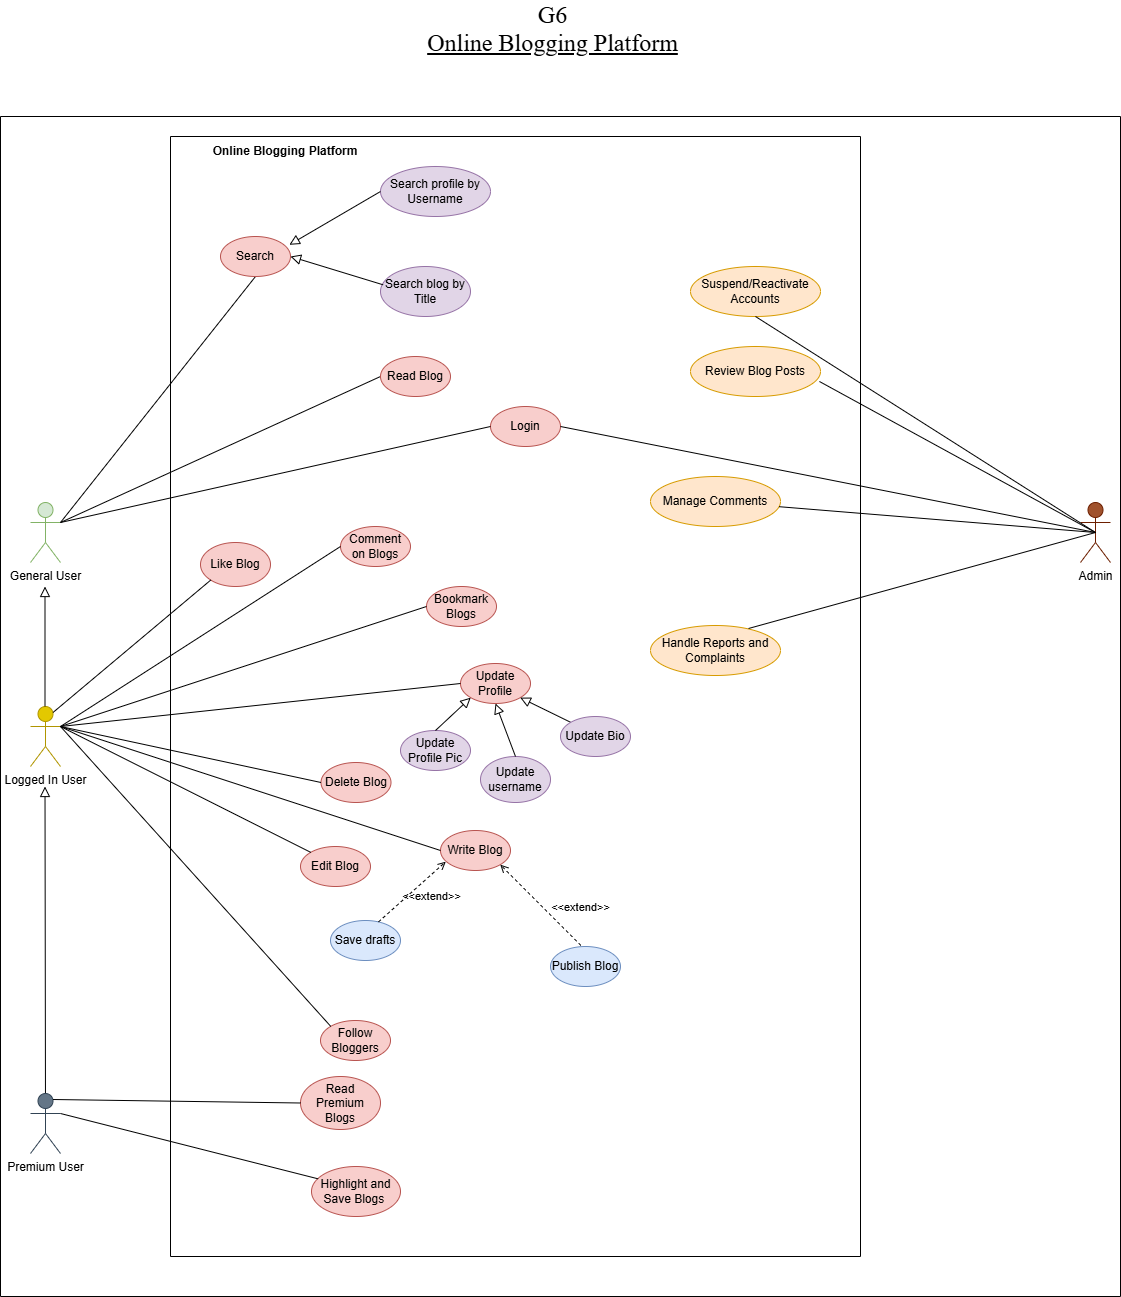 G6
Online Blogging Platform
Online Blogging Platform
Search profile by
Username
Search
Search blog by
Title
Suspend/Reactivate
Accounts
Read Blog
Review Blog Posts
Login
Manage Comments
General User
Admin
Like Blog
Comment
on Blogs
Bookmark
Blogs
Handle Reports and
Complaints
Update
Profile
Update
Profile Pic
Update
username
Update Bio
Logged In User
Delete Blog
Write Blog
Edit Blog
<<extend>>
<<extend>>
Save drafts
Publish Blog
Follow
Bloggers
Read
Premium
Blogs
Premium User
Highlight and
Save Blogs